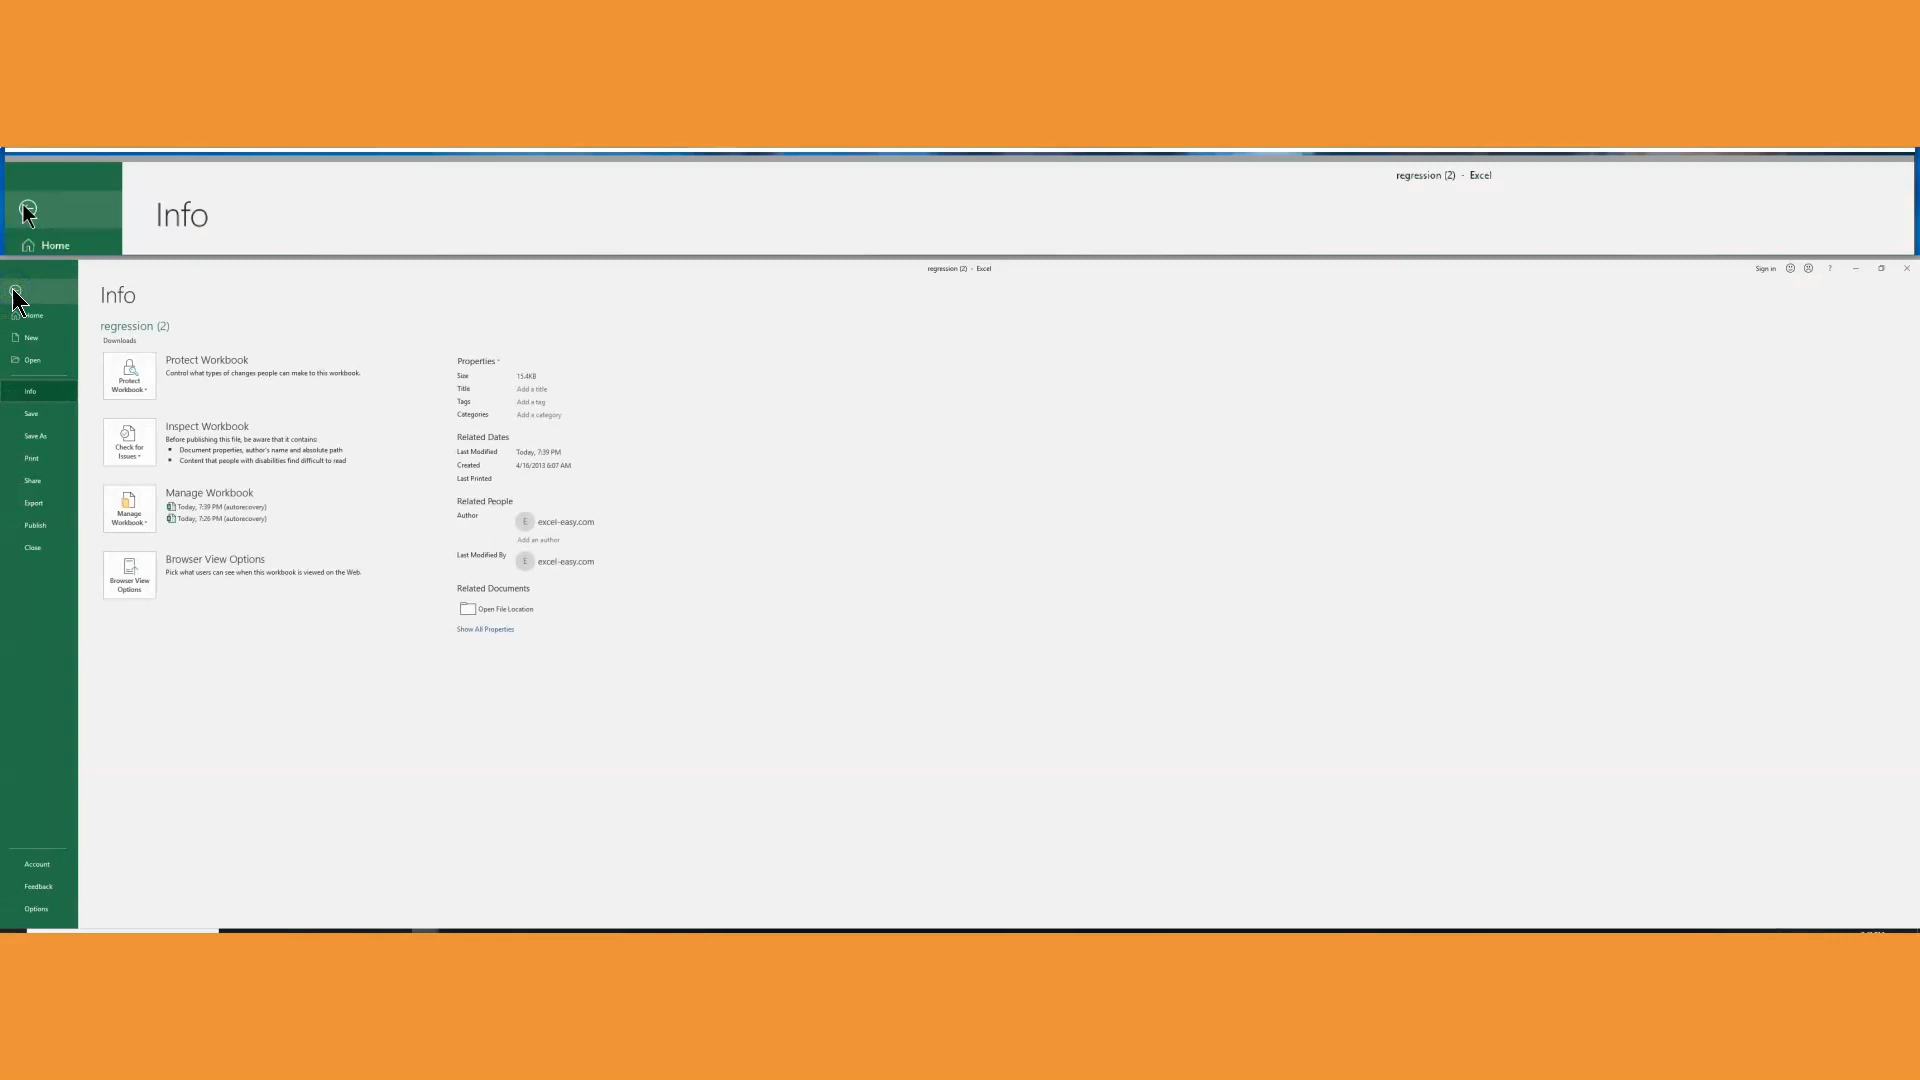 regression (2) - Excel
Info
Home
regression (2) - Excel
Sign in
?
Info
Home
New
Open
Info
Save
Save As
Print
Share
Export
Publish
Close
Account
Feedback
Options
regression (2)
Downloads
Protect
Workbook
Protect Workbook
Control what types of changes people can make to this workbook.
Check for
Issues
Inspect Workbook
Before publishing this file, be aware that it contains:
Document properties, author's name and absolute path
Content that people with disabilities find difficult to read
Manage
Workbook
Manage Workbook
Today, 7:39 PM (autorecovery)
Today, 7:26 PM (autorecovery)
Browser View
Options
Browser View Options
Pick what users can see when this workbook is viewed on the Web.
Properties
Size 15.4KB
Title Add a title
Tags Add a tag
Categories Add a category
Related Dates
Last Modified Today, 7:39 PM
Created 4/16/2013 6:07 AM
Last Printed
Related People
Author
E excel-easy.com
Add an author
Last Modified By
E excel-easy.com
Related Documents
Open File Location
Show All Properties